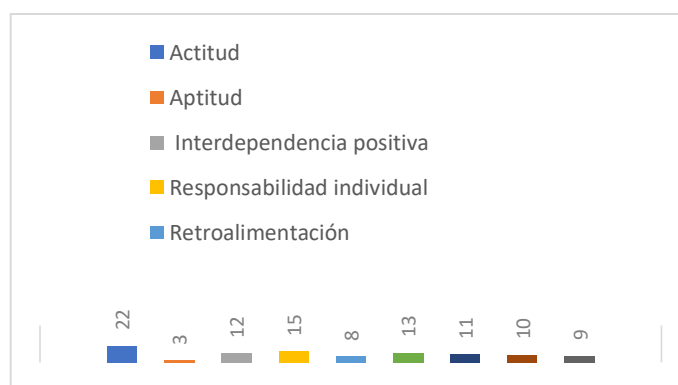 Actitud
Aptitud
Interdependencia positiva
Responsabilidad individual
Retroalimentación
22
3
12
15
8
13
11
10
9